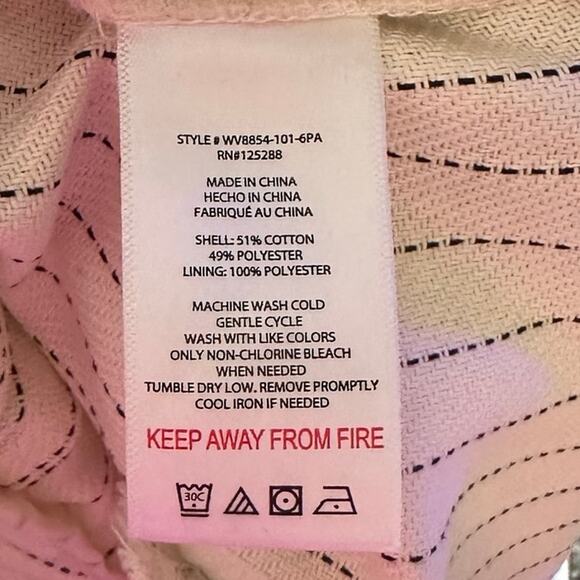 STYLE # WV8854-101-6PA
RN#125288
MADE IN CHINA
HECHO IN CHINA
FABRIQUÉ AU CHINA
SHELL: 51% COTTON
49% POLYESTER
LINING: 100% POLYESTER
MACHINE WASH COLD
GENTLE CYCLE
WASH WITH LIKE COLORS
ONLY NON-CHLORINE BLEACH
WHEN NEEDED
TUMBLE DRY LOW. REMOVE PROMPTLY
COOL IRON IF NEEDED
KEEP AWAY FROM FIRE
30C